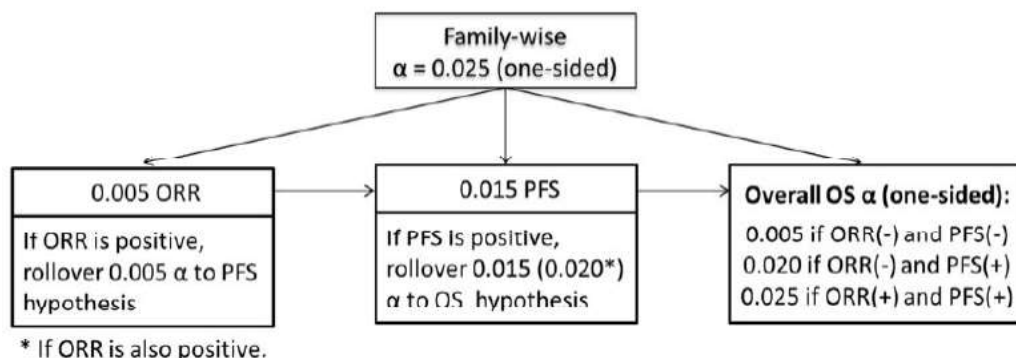 Family-wise
α = 0.025 (one-sided)
0.005 ORR
If ORR is positive,
rollover 0.005 α to PFS
hypothesis
* If ORR is also positive.
0.015 PFS
If PFS is positive,
rollover 0.015 (0.020*)
α to OS hypothesis
Overall OS α (one-sided):
0.005 if ORR(-) and PFS(-)
0.020 if ORR(-) and PFS(+)
0.025 if ORR(+) and PFS(+)